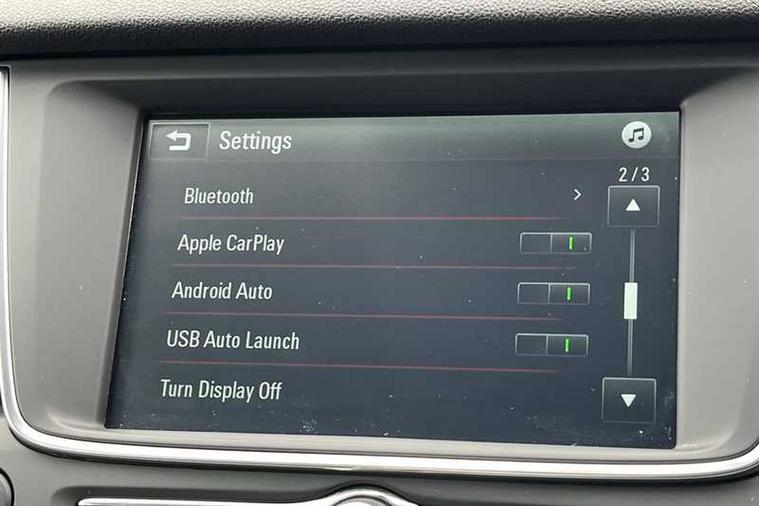 Settings
2/3
Bluetooth
Apple CarPlay
Android Auto
USB Auto Launch
Turn Display Off